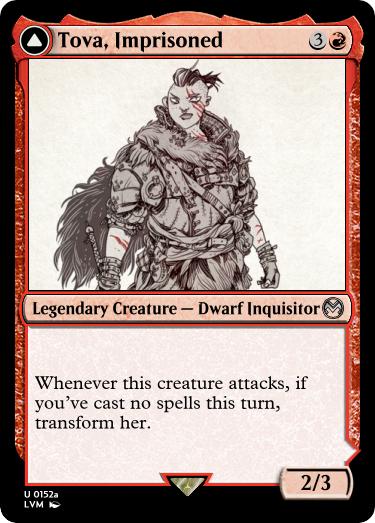 Tova, Imprisoned 3
Legendary Creature — Dwarf Inquisitor
Whenever this creature attacks, if
you've cast no spells this turn,
transform her.
2/3
U 0152a
LVM